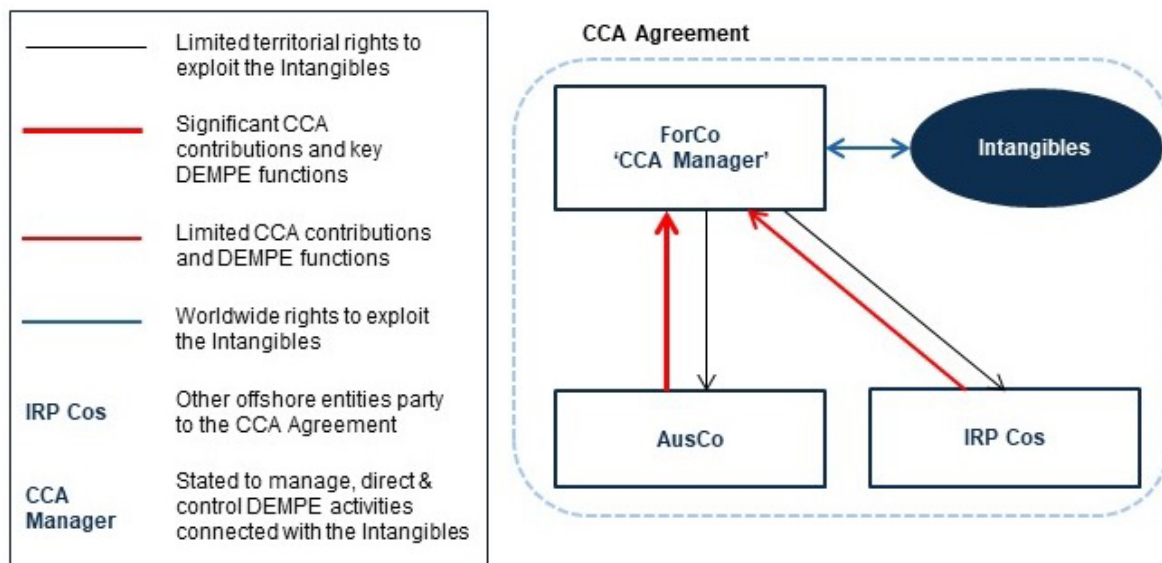 Limited territorial rights to
exploit the Intangibles
Significant CCA
contributions and key
DEMPE functions
Limited CCA contributions
and DEMPE functions
Worldwide rights to exploit
the Intangibles
IRP Cos
Other offshore entities party
to the CCA Agreement
CCA
Manager
Stated to manage, direct &
control DEMPE activities
connected with the Intangibles
CCA Agreement
ForCo
‘CCA Manager’
Intangibles
AusCo
IRP Cos